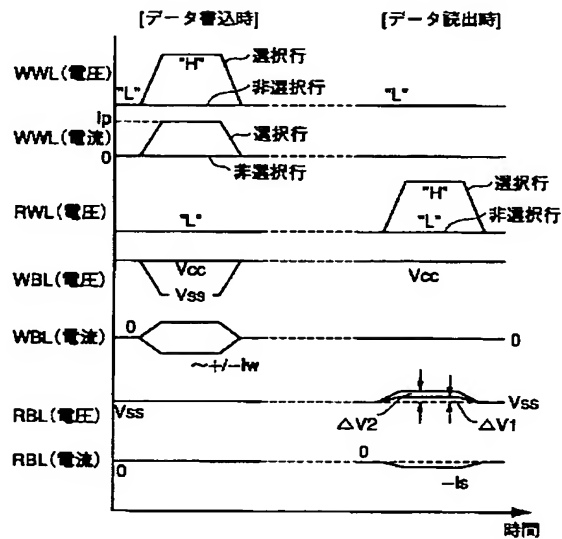 [データ書込時] [データ読出時]
WWL(電圧) "L" "H" 選択行 非選択行 "L"
Ip
WWL(電流) 0 選択行 非選択行
RWL(電圧) "L" "H" "L" 選択行 非選択行
WBL(電圧) Vcc Vss Vcc
WBL(電流) 0 ~+/-Iw 0
RBL(電圧) Vss △V2 △V1 Vss
RBL(電流) 0 0 -Is
時間